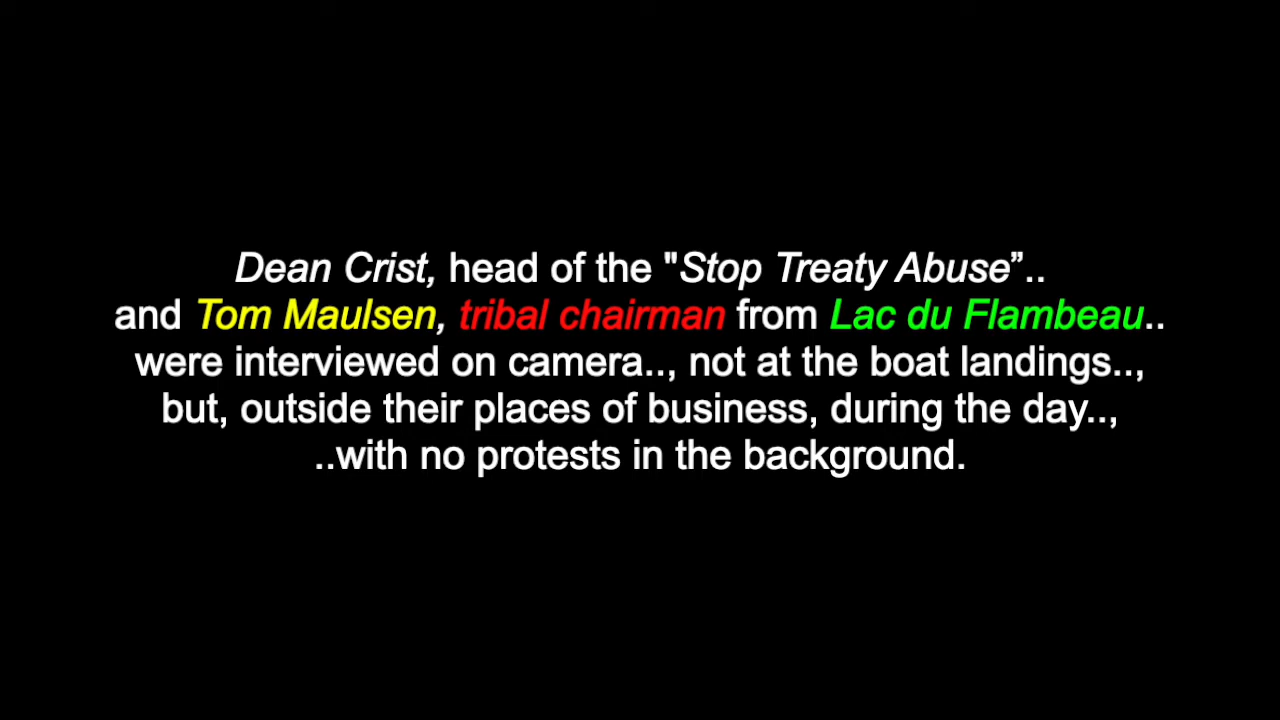 Dean Crist, head of the "Stop Treaty Abuse”..
and Tom Maulsen, tribal chairman from Lac du Flambeau..
were interviewed on camera.., not at the boat landings..,
but, outside their places of business, during the day..,
..with no protests in the background.